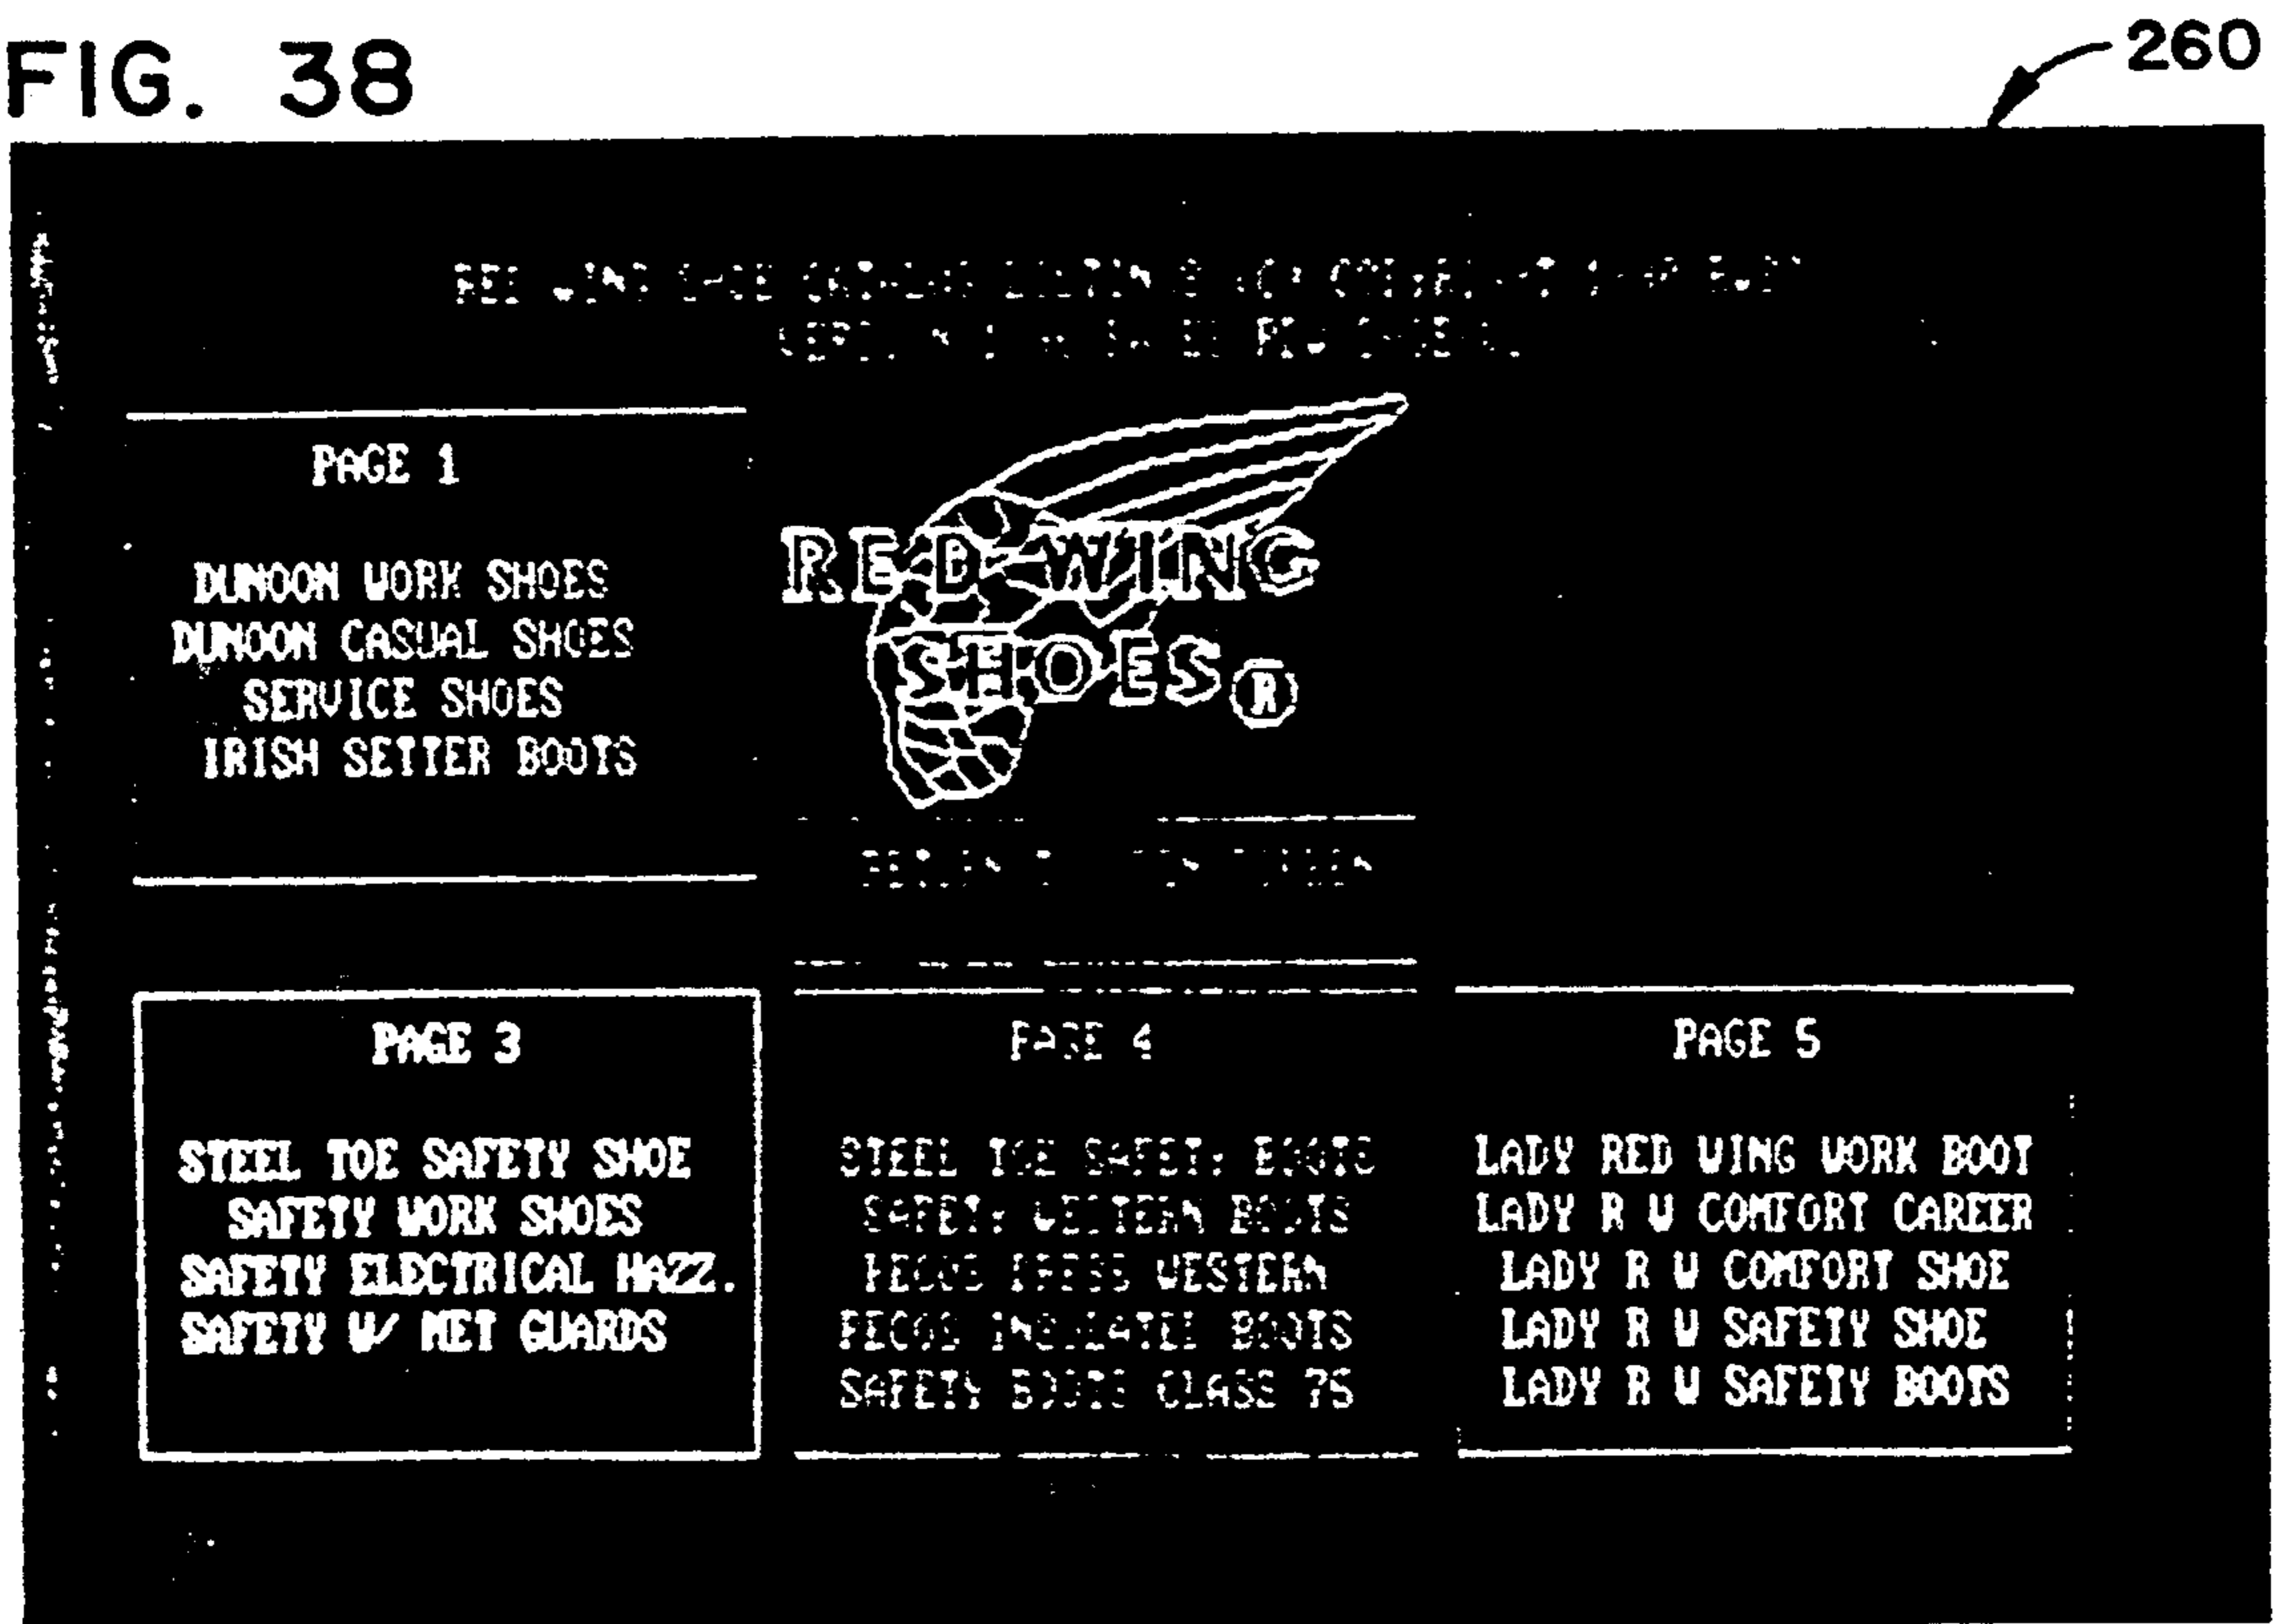 FIG. 38
260
PAGE 1
DUNOON WORK SHOES
DUNOON CASUAL SHOES
SERVICE SHOES
IRISH SETTER BOOTS
RED WING
SHOES®
PAGE 3
STEEL TOE SAFETY SHOE
SAFETY WORK SHOES
SAFETY ELECTRICAL HAZZ.
SAFETY W/ MET GUARDS
PAGE 4
STEEL TOE SAFETY BOOTS
SAFETY WESTERN BOOTS
PECOS DRESS WESTERN
PECOS INSULATED BOOTS
SAFETY BOOTS CLASS 75
PAGE 5
LADY RED WING WORK BOOT
LADY R W COMFORT CAREER
LADY R W COMFORT SHOE
LADY R W SAFETY SHOE
LADY R W SAFETY BOOTS